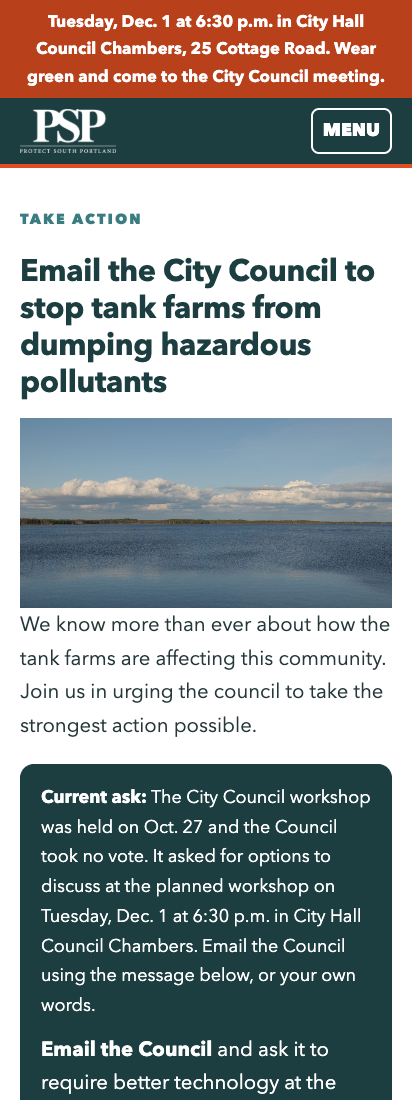 Tuesday, Dec. 1 at 6:30 p.m. in City Hall
Council Chambers, 25 Cottage Road. Wear
green and come to the City Council meeting.
PSP
PROTECT SOUTH PORTLAND
MENU
TAKE ACTION
Email the City Council to
stop tank farms from
dumping hazardous
pollutants
We know more than ever about how the
tank farms are affecting this community.
Join us in urging the council to take the
strongest action possible.
Current ask: The City Council workshop
was held on Oct. 27 and the Council
took no vote. It asked for options to
discuss at the planned workshop on
Tuesday, Dec. 1 at 6:30 p.m. in City Hall
Council Chambers. Email the Council
using the message below, or your own
words.
Email the Council and ask it to
require better technology at the